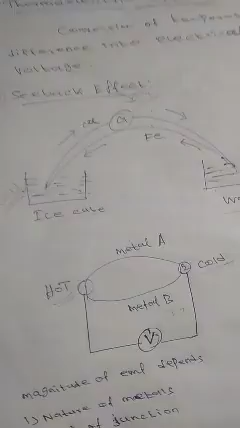 Conversion of temperat
difference into electrical
voltage.
Seebeck Effect:
cu
G
Fe
Ice cube
Metal A
HOT
Cold
Metal B
V
magnitude of emf depends
1) Nature of metals
of junction